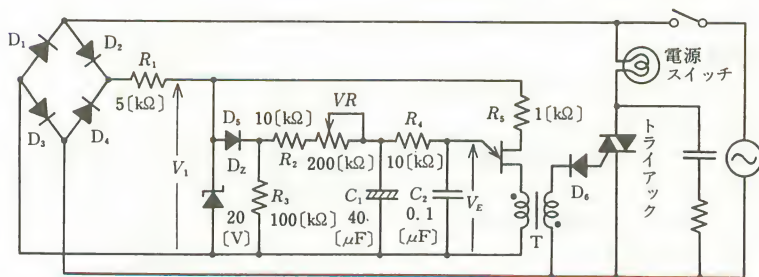 D₁
D₂
D₃
D₄
R₁
5〔kΩ〕
V₁
D₅
D_Z
20
〔V〕
10〔kΩ〕
R₂
VR
200〔kΩ〕
R₃
100〔kΩ〕
C₁
40
〔μF〕
R₄
10〔kΩ〕
C₂
0.1
〔μF〕
V_E
R₅
1〔kΩ〕
T
D₆
電源
スイッチ
トライアック